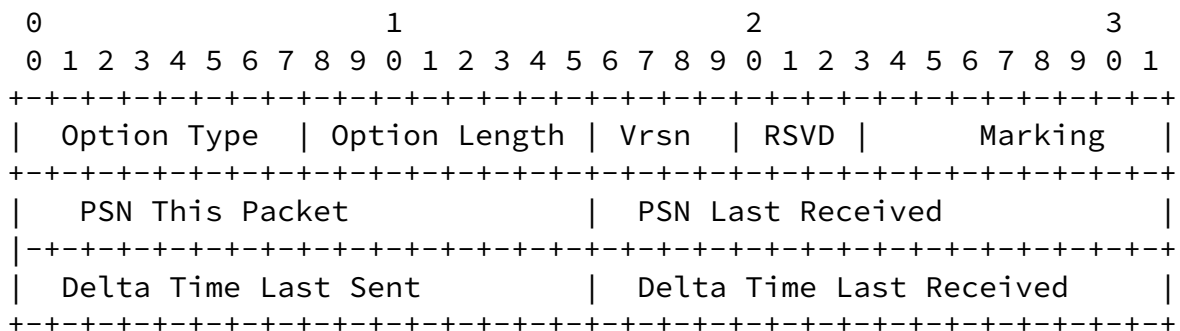 0                   1                   2                   3
 0 1 2 3 4 5 6 7 8 9 0 1 2 3 4 5 6 7 8 9 0 1 2 3 4 5 6 7 8 9 0 1
+-+-+-+-+-+-+-+-+-+-+-+-+-+-+-+-+-+-+-+-+-+-+-+-+-+-+-+-+-+-+-+-+
|  Option Type  | Option Length | Vrsn  | RSVD |      Marking   |
+-+-+-+-+-+-+-+-+-+-+-+-+-+-+-+-+-+-+-+-+-+-+-+-+-+-+-+-+-+-+-+-+
|   PSN This Packet             |  PSN Last Received            |
|-+-+-+-+-+-+-+-+-+-+-+-+-+-+-+-+-+-+-+-+-+-+-+-+-+-+-+-+-+-+-+-+
|  Delta Time Last Sent         |  Delta Time Last Received     |
+-+-+-+-+-+-+-+-+-+-+-+-+-+-+-+-+-+-+-+-+-+-+-+-+-+-+-+-+-+-+-+-+